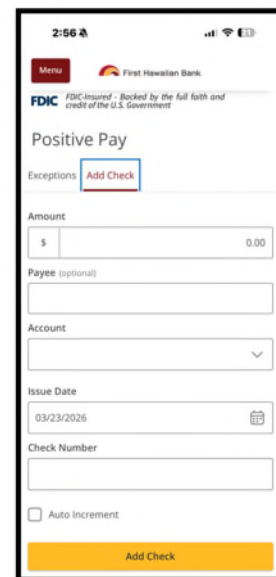 2:56
Menu
First Hawaiian Bank
FDIC FDIC-Insured - Backed by the full faith and
credit of the U.S. Government
Positive Pay
Exceptions Add Check
Amount
$ 0.00
Payee (optional)
Account
Issue Date
03/23/2026
Check Number
Auto Increment
Add Check